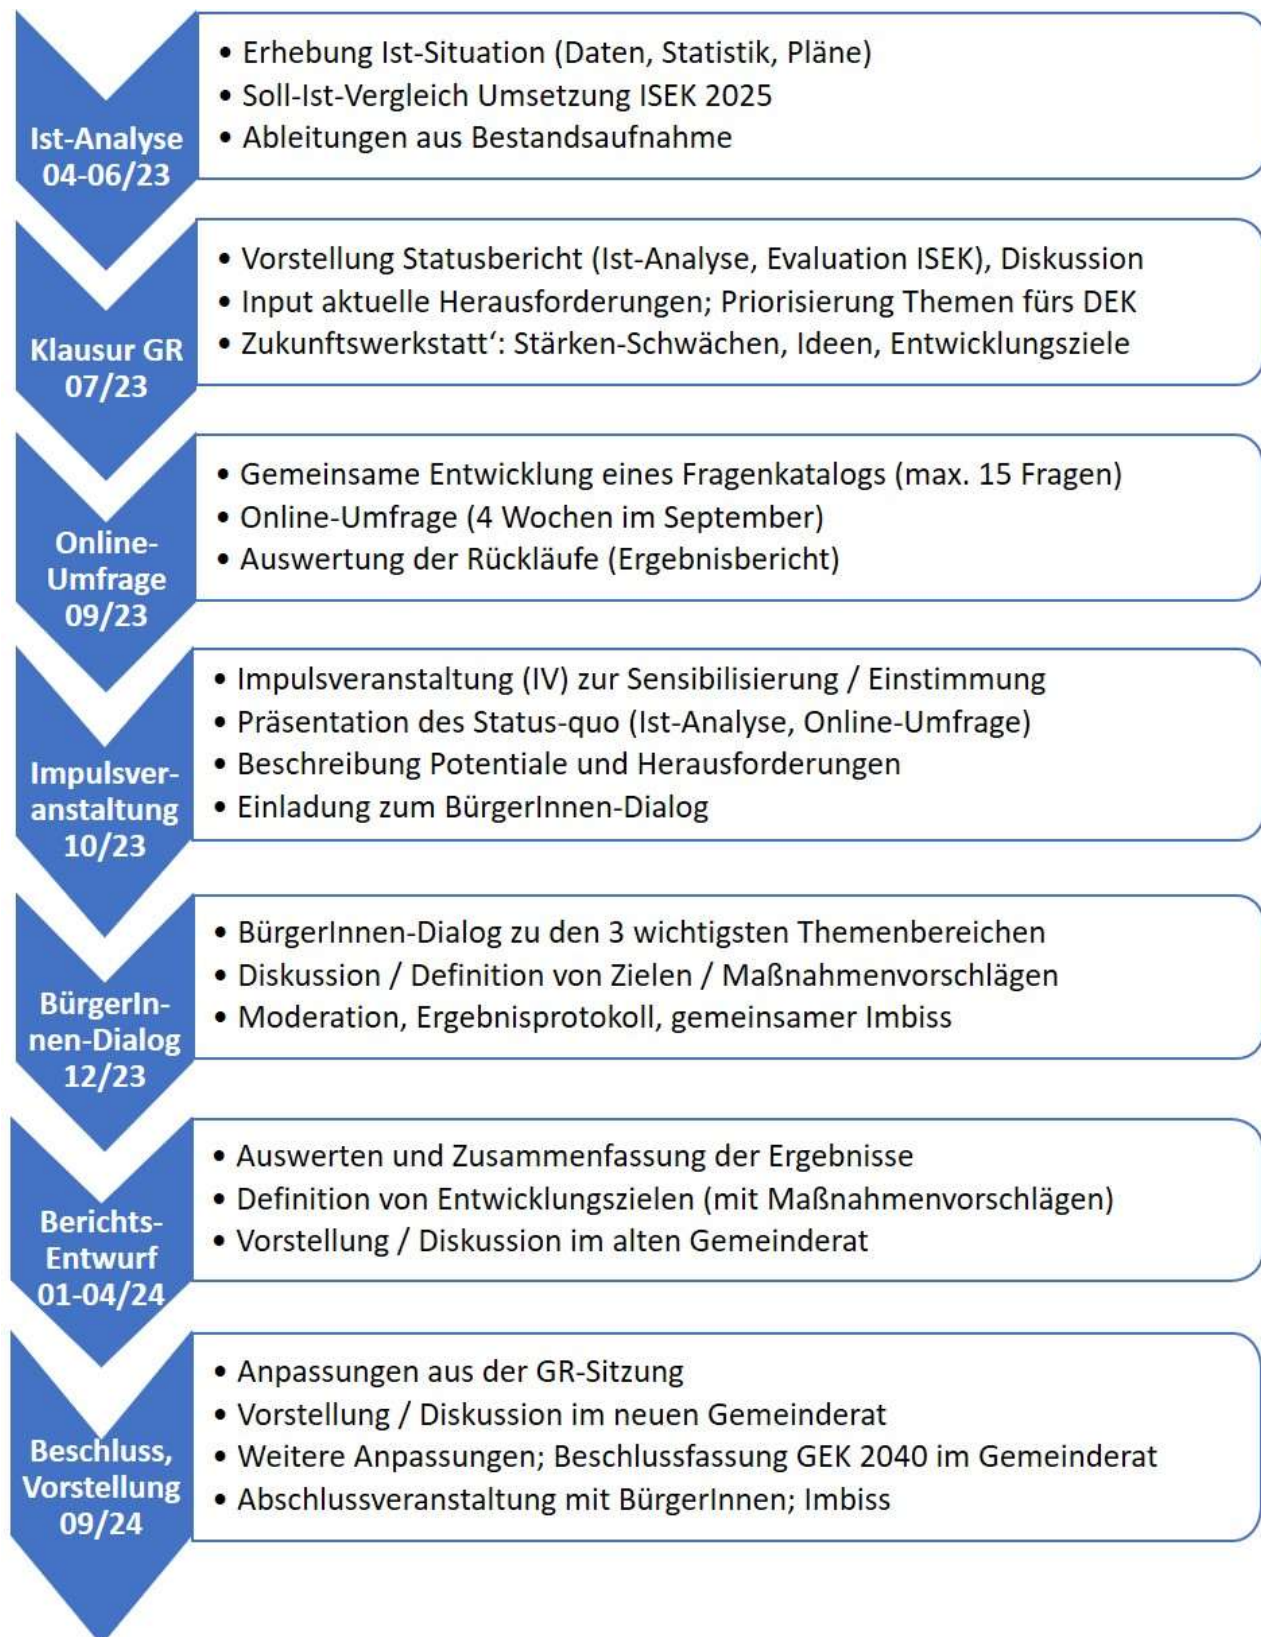 Ist-Analyse
04-06/23
• Erhebung Ist-Situation (Daten, Statistik, Pläne)
• Soll-Ist-Vergleich Umsetzung ISEK 2025
• Ableitungen aus Bestandsaufnahme
Klausur GR
07/23
• Vorstellung Statusbericht (Ist-Analyse, Evaluation ISEK), Diskussion
• Input aktuelle Herausforderungen; Priorisierung Themen fürs DEK
• Zukunftswerkstatt‘: Stärken-Schwächen, Ideen, Entwicklungsziele
Online-
Umfrage
09/23
• Gemeinsame Entwicklung eines Fragenkatalogs (max. 15 Fragen)
• Online-Umfrage (4 Wochen im September)
• Auswertung der Rückläufe (Ergebnisbericht)
Impulsver-
anstaltung
10/23
• Impulsveranstaltung (IV) zur Sensibilisierung / Einstimmung
• Präsentation des Status-quo (Ist-Analyse, Online-Umfrage)
• Beschreibung Potentiale und Herausforderungen
• Einladung zum BürgerInnen-Dialog
BürgerIn-
nen-Dialog
12/23
• BürgerInnen-Dialog zu den 3 wichtigsten Themenbereichen
• Diskussion / Definition von Zielen / Maßnahmenvorschlägen
• Moderation, Ergebnisprotokoll, gemeinsamer Imbiss
Berichts-
Entwurf
01-04/24
• Auswerten und Zusammenfassung der Ergebnisse
• Definition von Entwicklungszielen (mit Maßnahmenvorschlägen)
• Vorstellung / Diskussion im alten Gemeinderat
Beschluss,
Vorstellung
09/24
• Anpassungen aus der GR-Sitzung
• Vorstellung / Diskussion im neuen Gemeinderat
• Weitere Anpassungen; Beschlussfassung GEK 2040 im Gemeinderat
• Abschlussveranstaltung mit BürgerInnen; Imbiss